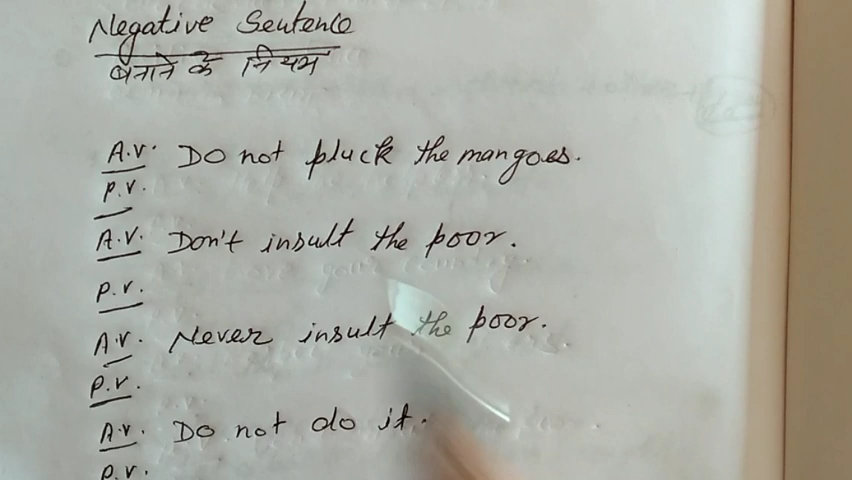 Negative Sentence
बनाने के नियम
A.V. Do not pluck the mangoes.
P.V.
A.V. Don't insult the poor.
P.V.
A.V. Never insult the poor.
P.V.
A.V. Do not do it.
P.V.